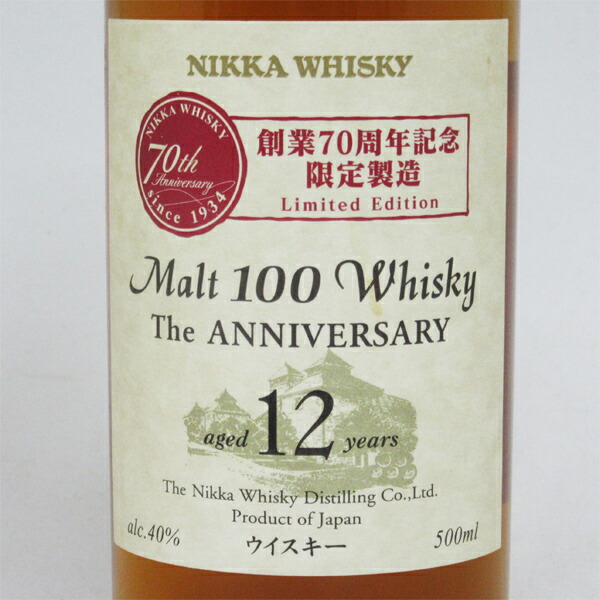 NIKKA WHISKY
NIKKA WHISKY
70th
Anniversary
since 1934
創業70周年記念
限定製造
Limited Edition
Malt 100 Whisky
The ANNIVERSARY
aged 12 years
The Nikka Whisky Distilling Co.,Ltd.
Product of Japan
alc.40%
ウイスキー
500ml